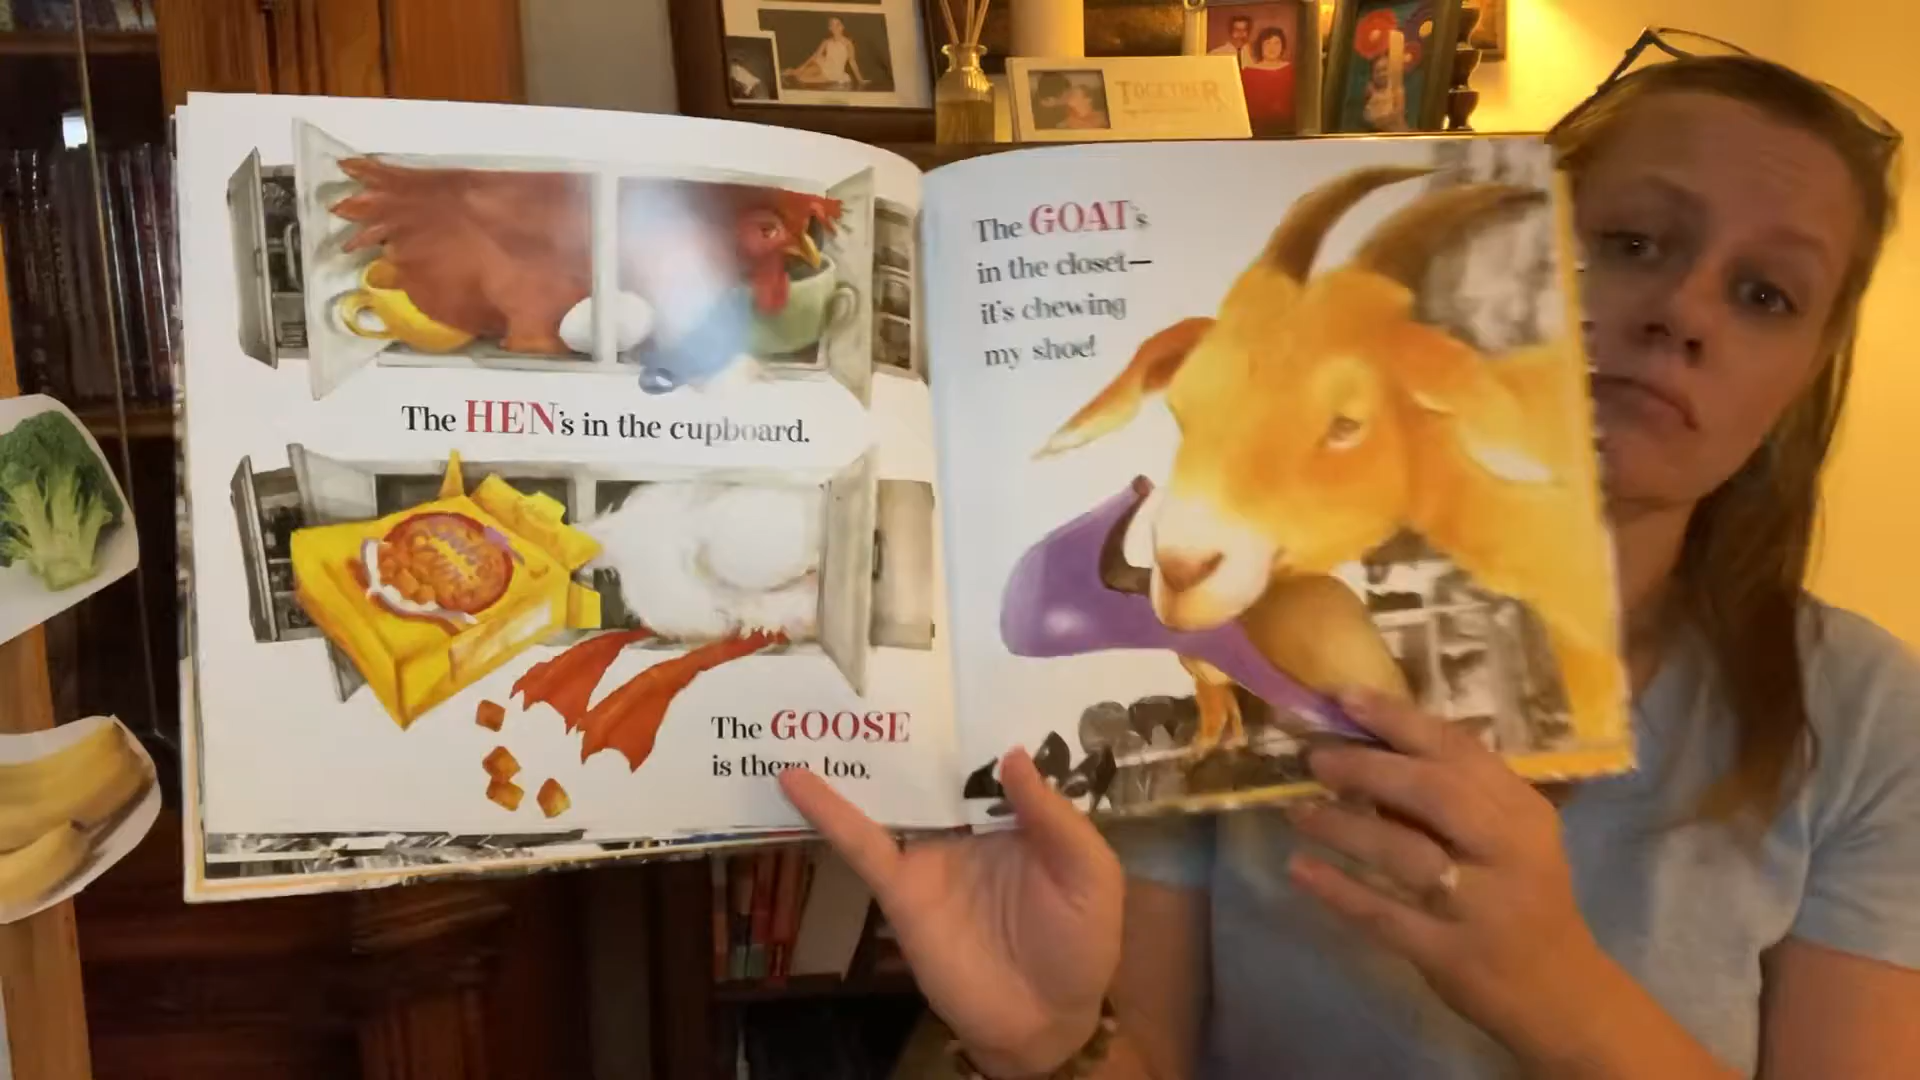 TOGETHER
The HEN's in the cupboard.
The GOOSE
is there, too.
The GOAT's
in the closet—
it's chewing
my shoe!